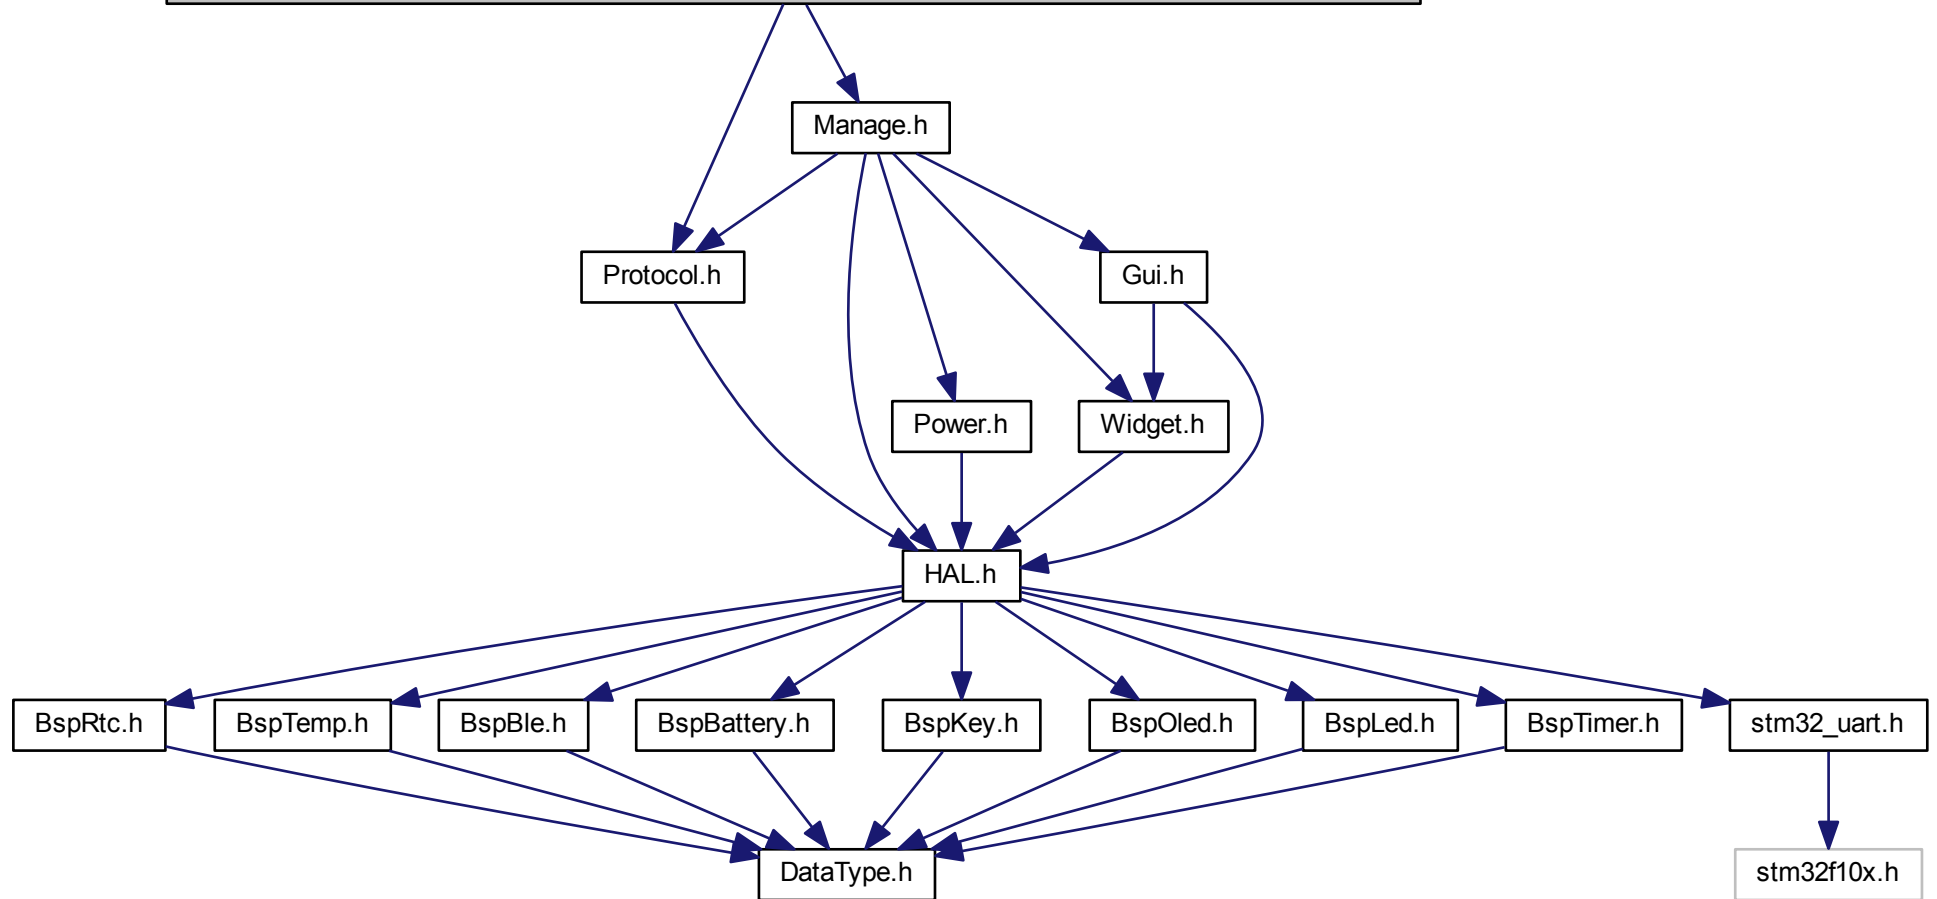 Manage.h
Protocol.h
Gui.h
Power.h
Widget.h
HAL.h
BspRtc.h
BspTemp.h
BspBle.h
BspBattery.h
BspKey.h
BspOled.h
BspLed.h
BspTimer.h
stm32_uart.h
DataType.h
stm32f10x.h